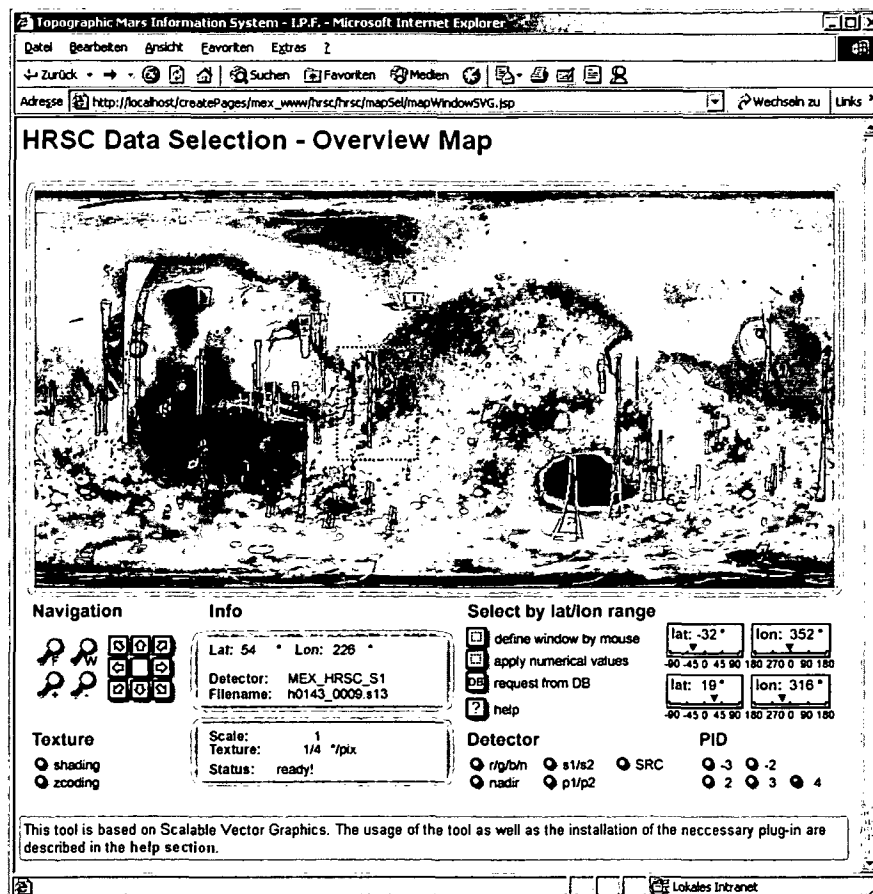 Topographic Mars Information System - I.P.F. - Microsoft Internet Explorer
Datei Bearbeiten Ansicht Favoriten Extras ?
Zurück Suchen Favoriten Medien
Adresse http://localhost/createPages/mex_www/hrsc/hrsc/mapSel/mapWindowSVG.jsp Wechseln zu Links »
HRSC Data Selection - Overview Map
Navigation Info Select by lat/lon range
F W
+ -
Lat: 54 ° Lon: 226 °
Detector: MEX_HRSC_S1
Filename: h0143_0009.s13
define window by mouse
apply numerical values
DB request from DB
? help
lat: -32 ° lon: 352 °
-90 -45 0 45 90 180 270 0 90 180
lat: 19 ° lon: 316 °
-90 -45 0 45 90 180 270 0 90 180
Texture
shading
zcoding
Scale: 1
Texture: 1/4 °/pix
Status: ready!
Detector PID
r/g/b/n s1/s2 SRC -3 -2
nadir p1/p2 2 3 4
This tool is based on Scalable Vector Graphics. The usage of the tool as well as the installation of the neccessary plug-in are
described in the help section.
Lokales Intranet